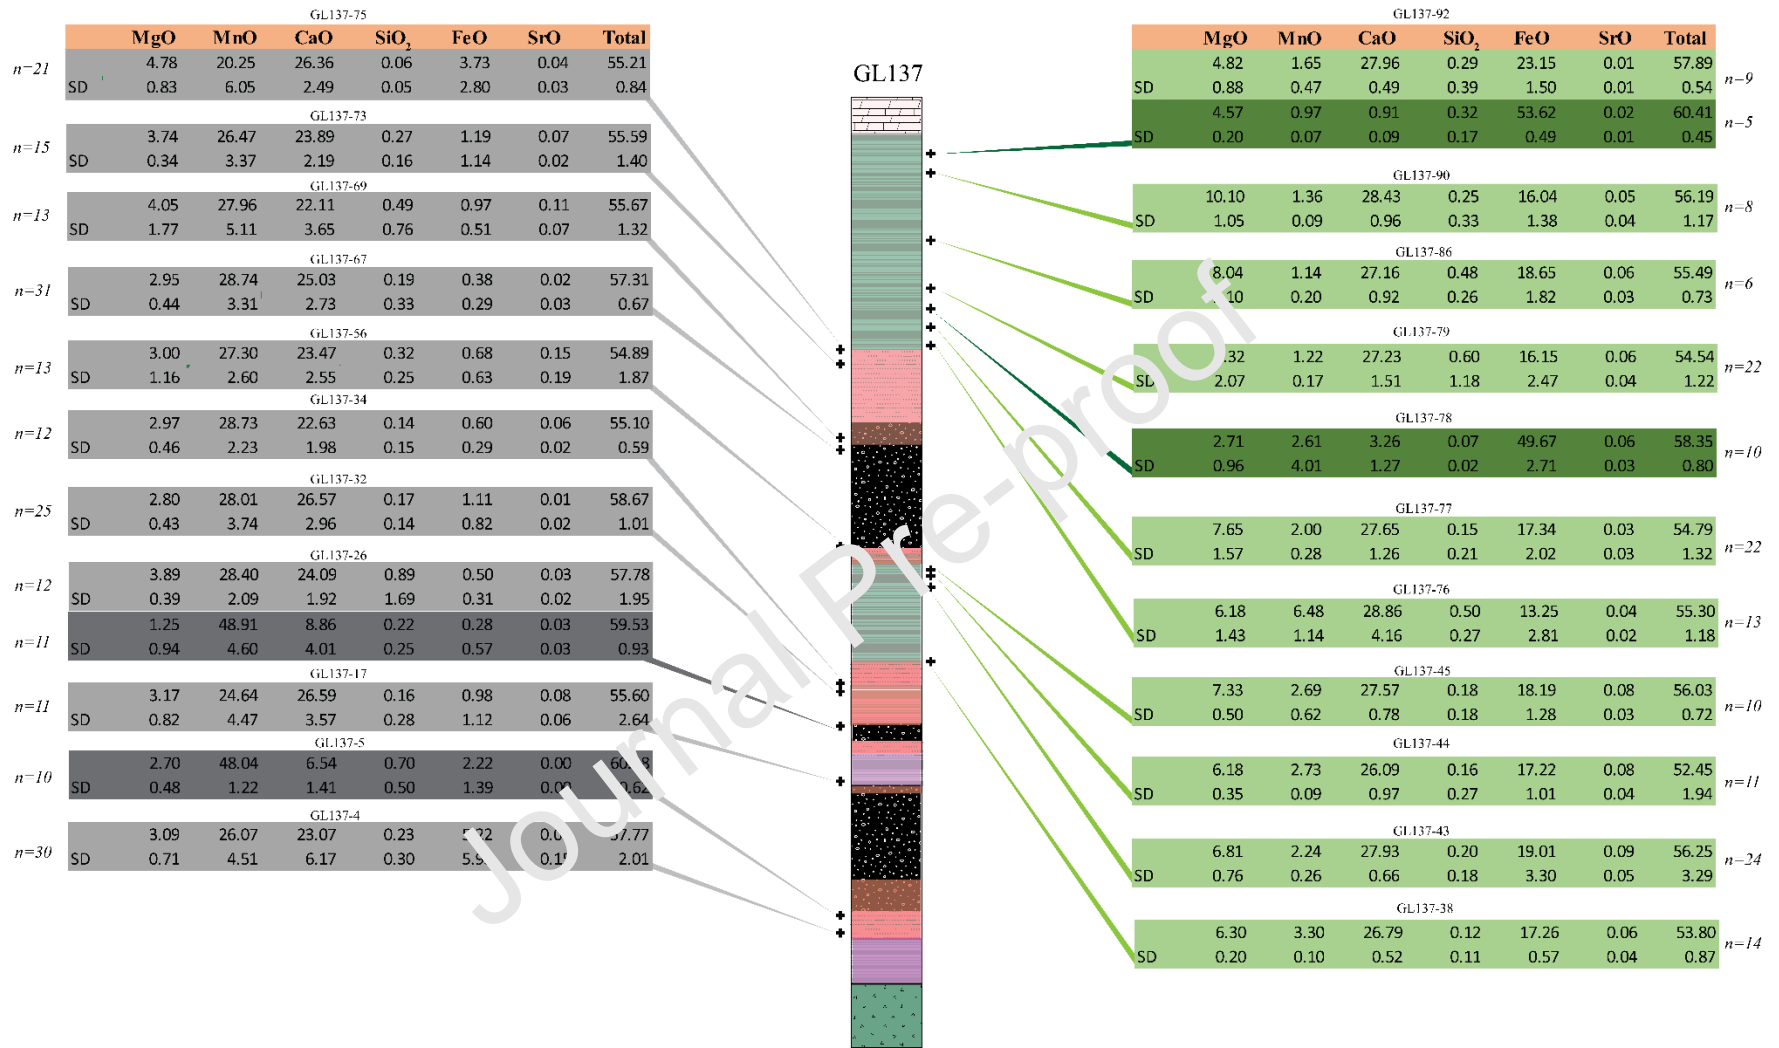 GL137-75
MgO MnO CaO SiO2 FeO SrO Total
n=21 4.78 20.25 26.36 0.06 3.73 0.04 55.21
SD 0.83 6.05 2.49 0.05 2.80 0.03 0.84
GL137-73
n=15 3.74 26.47 23.89 0.27 1.19 0.07 55.59
SD 0.34 3.37 2.19 0.16 1.14 0.02 1.40
GL137-69
n=13 4.05 27.96 22.11 0.49 0.97 0.11 55.67
SD 1.77 5.11 3.65 0.76 0.51 0.07 1.32
GL137-67
n=31 2.95 28.74 25.03 0.19 0.38 0.02 57.31
SD 0.44 3.31 2.73 0.33 0.29 0.03 0.67
GL137-56
n=13 3.00 27.30 23.47 0.32 0.68 0.15 54.89
SD 1.16 2.60 2.55 0.25 0.63 0.19 1.87
GL137-34
n=12 2.97 28.73 22.63 0.14 0.60 0.06 55.10
SD 0.46 2.23 1.98 0.15 0.29 0.02 0.59
GL137-32
n=25 2.80 28.01 26.57 0.17 1.11 0.01 58.67
SD 0.43 3.74 2.96 0.14 0.82 0.02 1.01
GL137-26
n=12 3.89 28.40 24.09 0.89 0.50 0.03 57.78
SD 0.39 2.09 1.92 1.69 0.31 0.02 1.95
n=11 1.25 48.91 8.86 0.22 0.28 0.03 59.53
SD 0.94 4.60 4.01 0.25 0.57 0.03 0.93
GL137-17
n=11 3.17 24.64 26.59 0.16 0.98 0.08 55.60
SD 0.82 4.47 3.57 0.28 1.12 0.06 2.64
GL137-5
n=10 2.70 48.04 6.54 0.70 2.22 0.00
SD 0.48 1.22 1.41 0.50 1.39
GL137-4
n=30 3.09 26.07 23.07 0.23
SD 0.71 4.51 6.17 0.30 2.01
GL137
GL137-92
MgO MnO CaO SiO2 FeO SrO Total
4.82 1.65 27.96 0.29 23.15 0.01 57.89 n=9
SD 0.88 0.47 0.49 0.39 1.50 0.01 0.54
4.57 0.97 0.91 0.32 53.62 0.02 60.41 n=5
SD 0.20 0.07 0.09 0.17 0.49 0.01 0.45
GL137-90
10.10 1.36 28.43 0.25 16.04 0.05 56.19 n=8
SD 1.05 0.09 0.96 0.33 1.38 0.04 1.17
GL137-86
8.04 1.14 27.16 0.48 18.65 0.06 55.49 n=6
SD 0.20 0.92 0.26 1.82 0.03 0.73
GL137-79
1.22 27.23 0.60 16.15 0.06 54.54 n=22
SD 2.07 0.17 1.51 1.18 2.47 0.04 1.22
GL137-78
2.71 2.61 3.26 0.07 49.67 0.06 58.35 n=10
SD 0.96 4.01 1.27 0.02 2.71 0.03 0.80
GL137-77
7.65 2.00 27.65 0.15 17.34 0.03 54.79 n=22
SD 1.57 0.28 1.26 0.21 2.02 0.03 1.32
GL137-76
6.18 6.48 28.86 0.50 13.25 0.04 55.30 n=13
SD 1.43 1.14 4.16 0.27 2.81 0.02 1.18
GL137-45
7.33 2.69 27.57 0.18 18.19 0.08 56.03 n=10
SD 0.50 0.62 0.78 0.18 1.28 0.03 0.72
GL137-44
6.18 2.73 26.09 0.16 17.22 0.08 52.45 n=11
SD 0.35 0.09 0.97 0.27 1.01 0.04 1.94
GL137-43
6.81 2.24 27.93 0.20 19.01 0.09 56.25 n=24
SD 0.76 0.26 0.66 0.18 3.30 0.05 3.29
GL137-38
6.30 3.30 26.79 0.12 17.26 0.06 53.80 n=14
SD 0.20 0.10 0.52 0.11 0.57 0.04 0.87
Journal Pre-proof